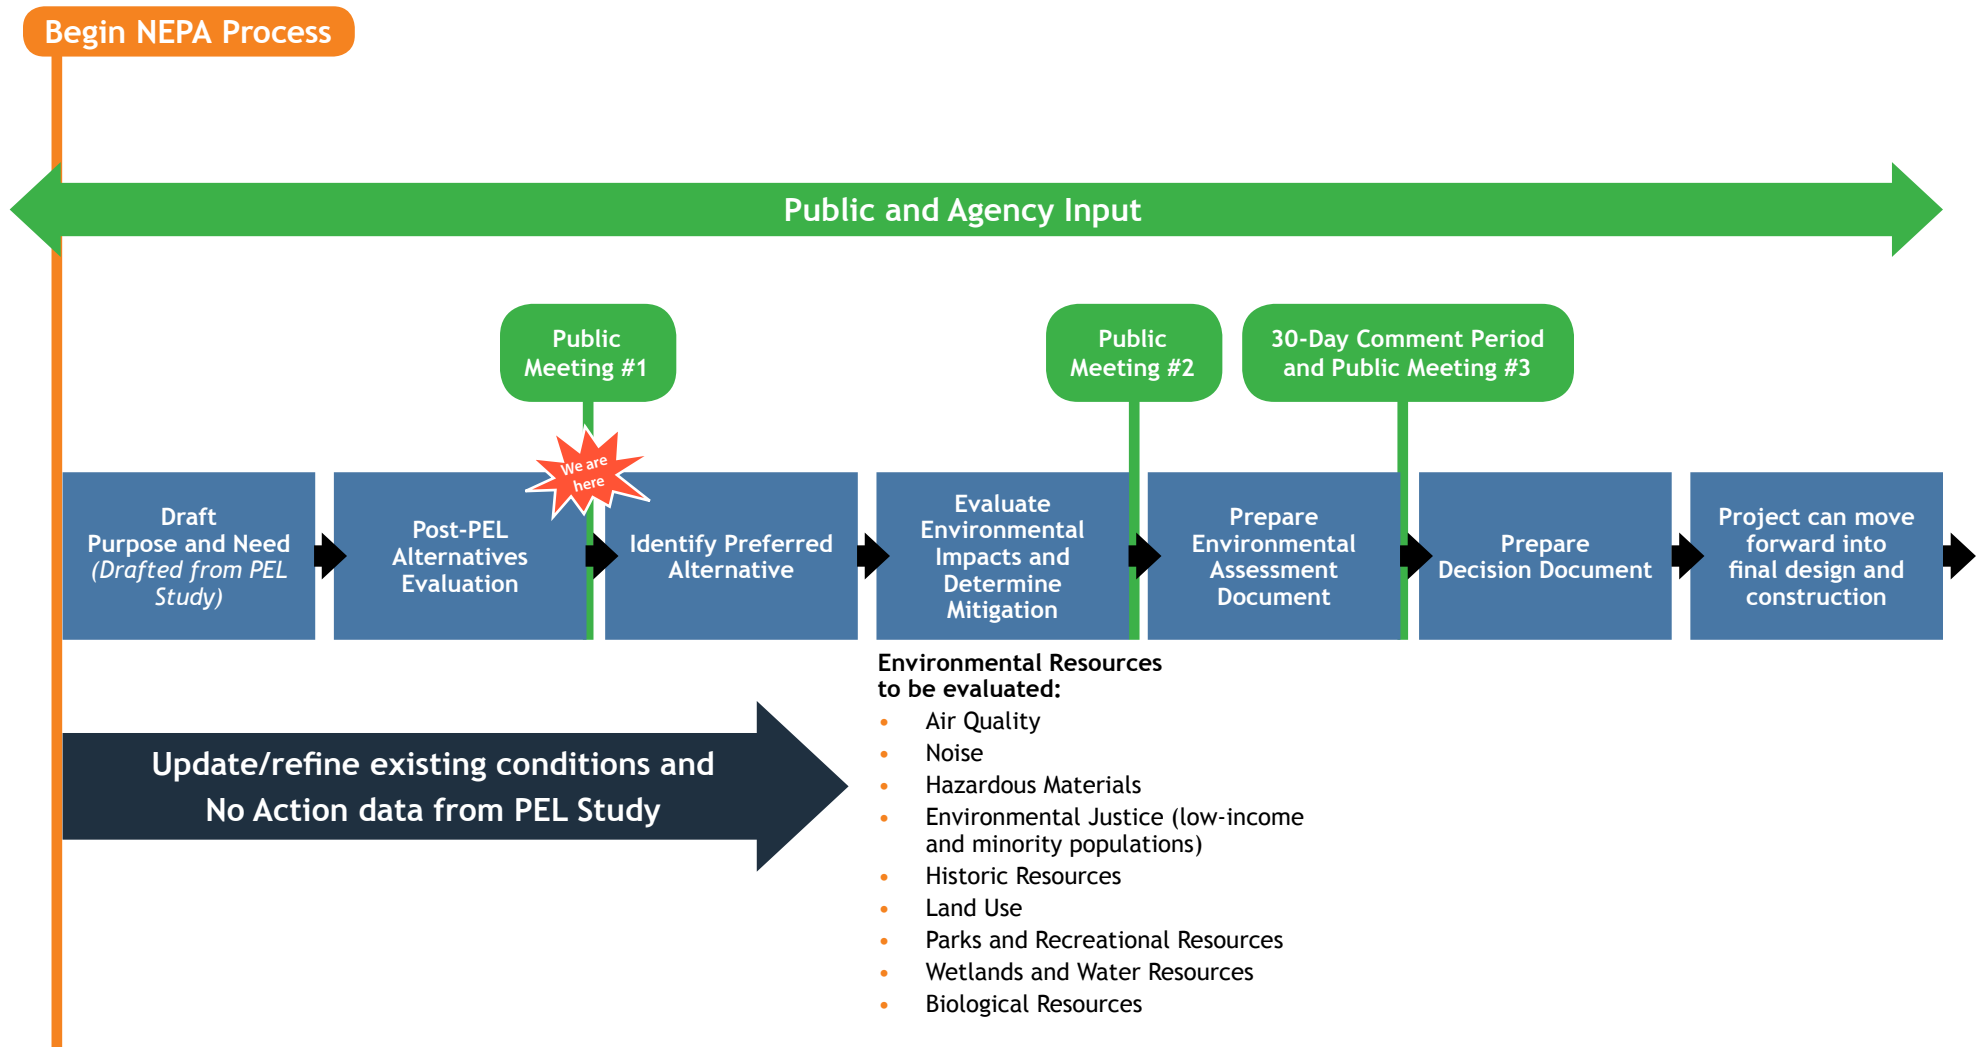 Begin NEPA Process
Public and Agency Input
Public
Meeting #1
Public
Meeting #2
30-Day Comment Period
and Public Meeting #3
We are
here
Draft
Purpose and Need
(Drafted from PEL
Study)
Post-PEL
Alternatives
Evaluation
Identify Preferred
Alternative
Evaluate
Environmental
Impacts and
Determine
Mitigation
Prepare
Environmental
Assessment
Document
Prepare
Decision Document
Project can move
forward into
final design and
construction
Update/refine existing conditions and
No Action data from PEL Study
Environmental Resources
to be evaluated:
• Air Quality
• Noise
• Hazardous Materials
• Environmental Justice (low-income
and minority populations)
• Historic Resources
• Land Use
• Parks and Recreational Resources
• Wetlands and Water Resources
• Biological Resources